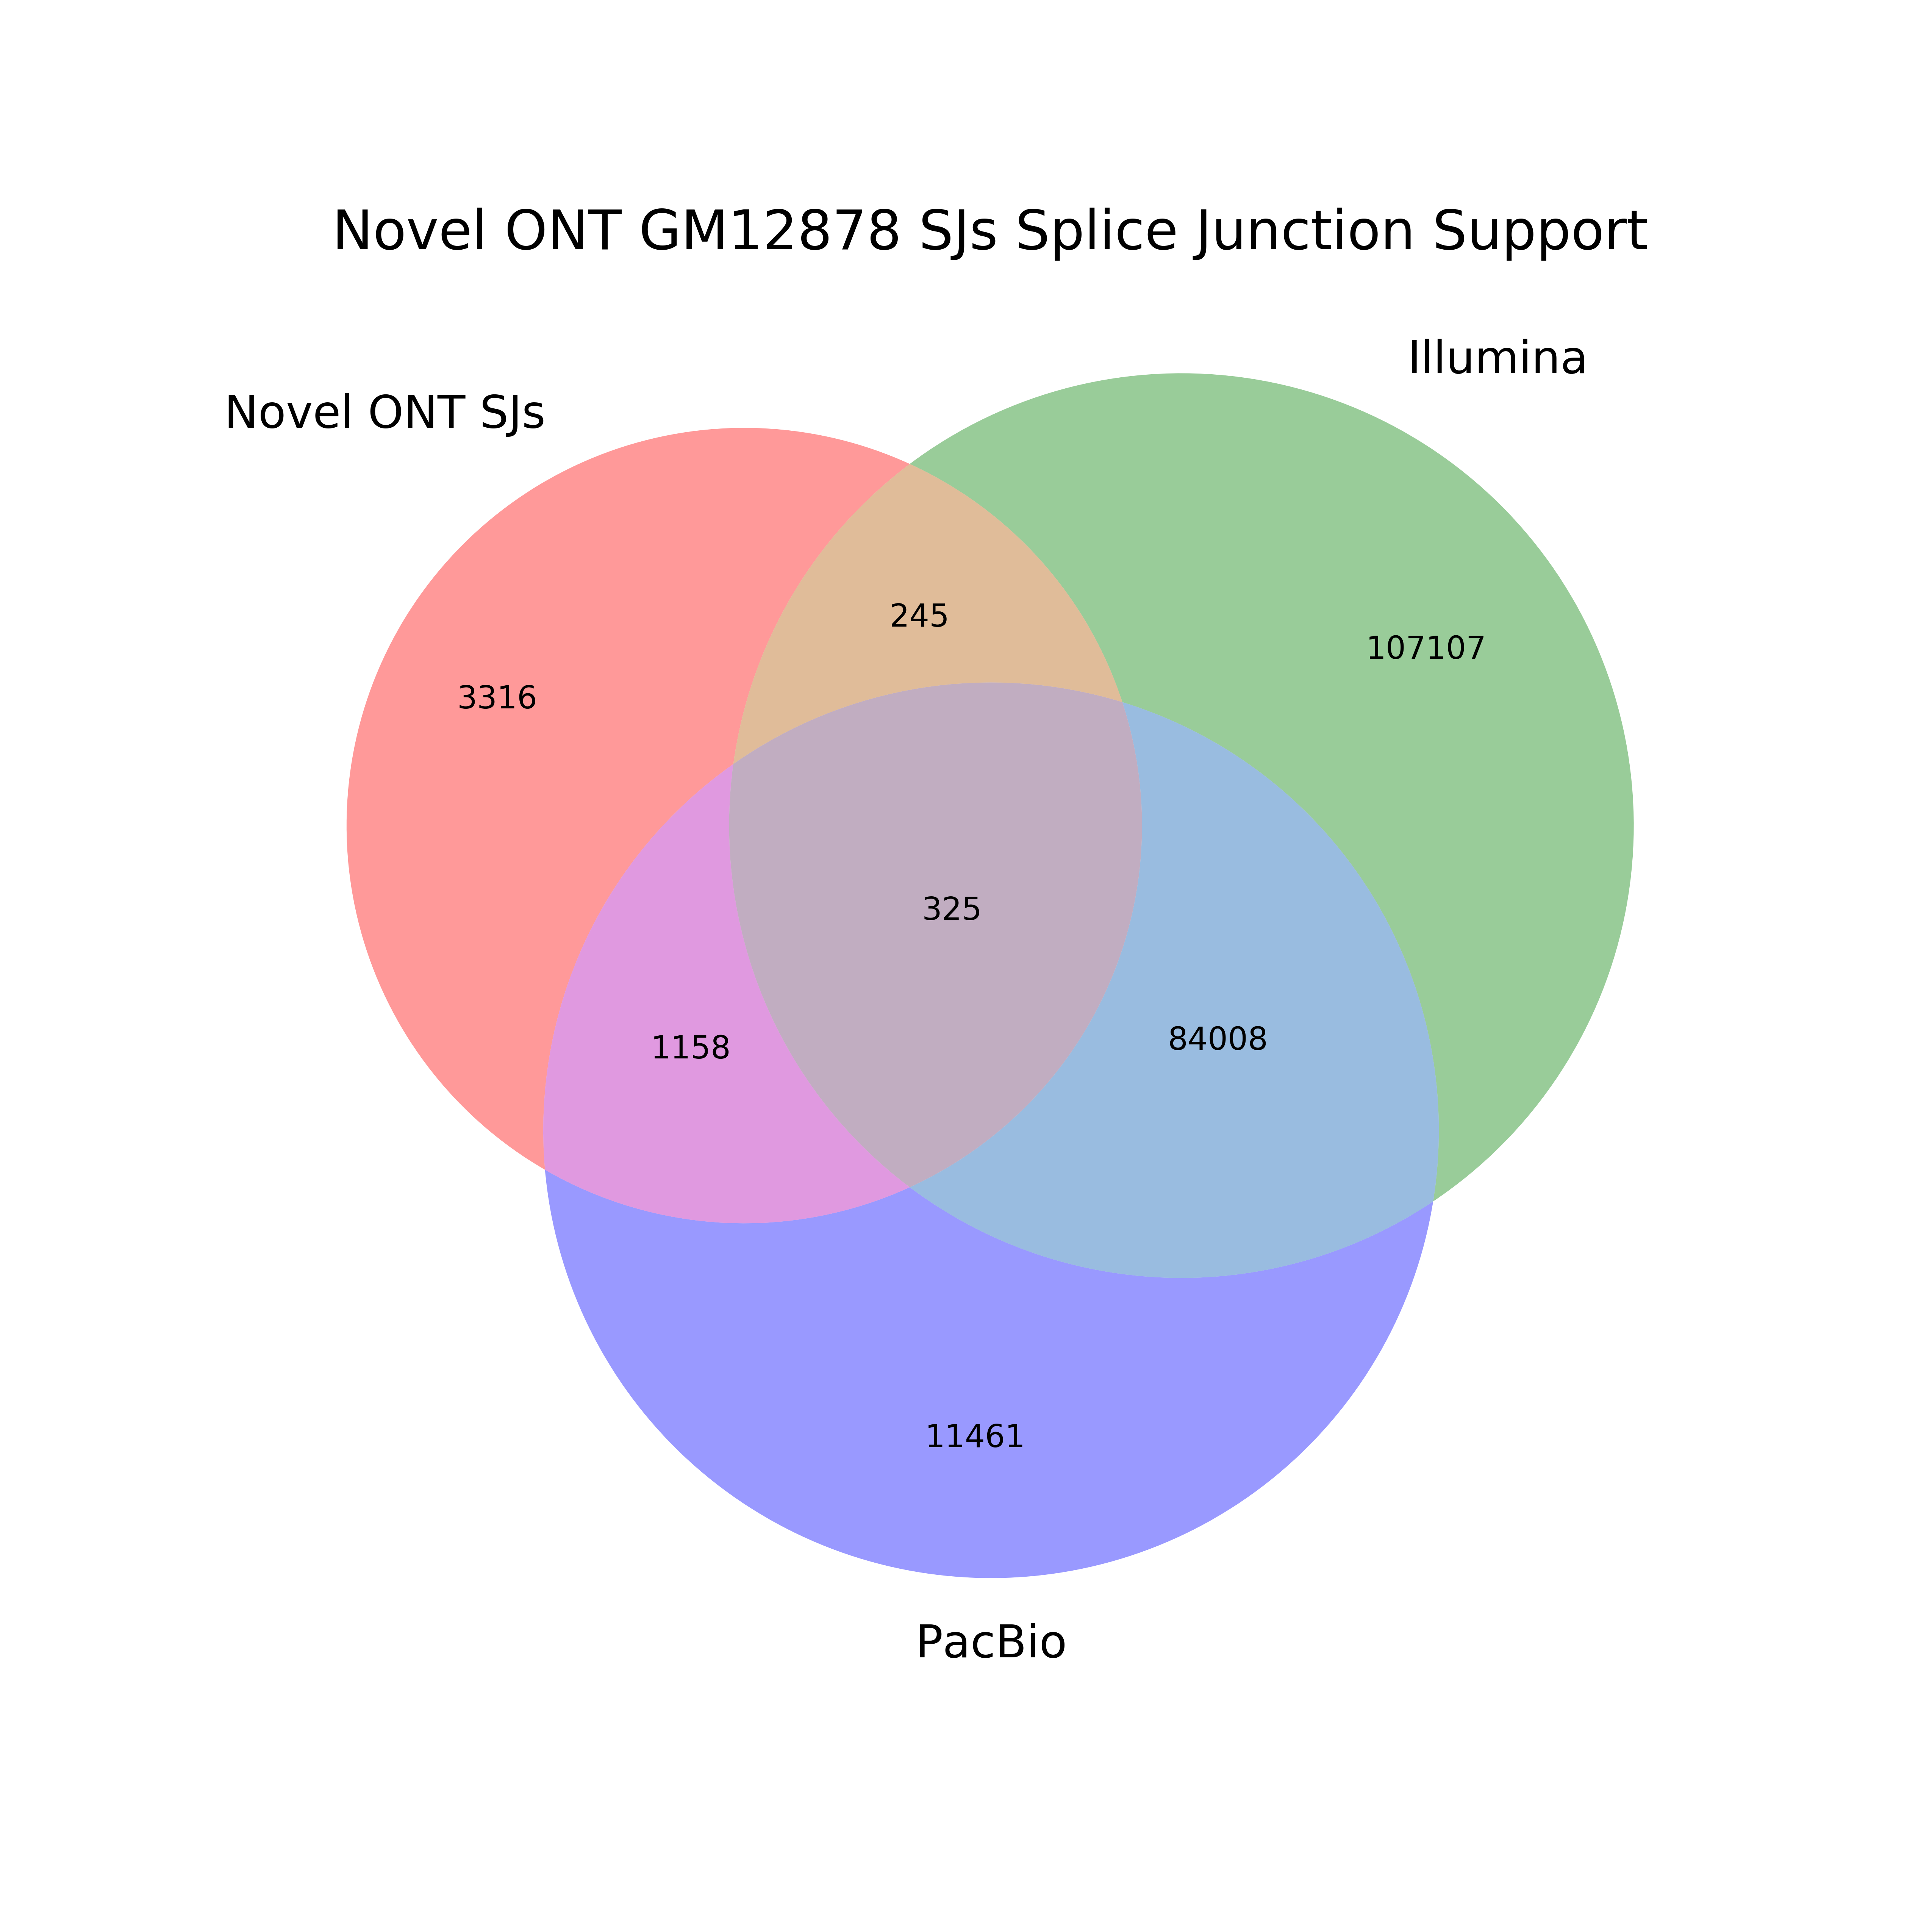 Novel ONT GM12878 SJs Splice Junction Support
Illumina
Novel ONT SJs
245
107107
3316
325
84008
1158
11461
PacBio